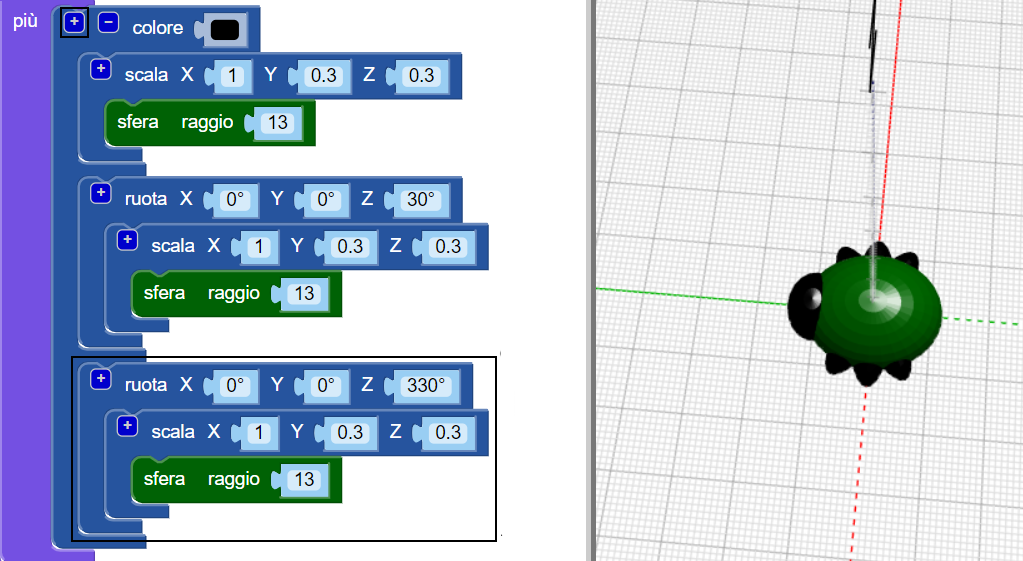 più + − colore
+ scala X 1 Y 0.3 Z 0.3
sfera raggio 13
+ ruota X 0° Y 0° Z 30°
+ scala X 1 Y 0.3 Z 0.3
sfera raggio 13
+ ruota X 0° Y 0° Z 330°
+ scala X 1 Y 0.3 Z 0.3
sfera raggio 13